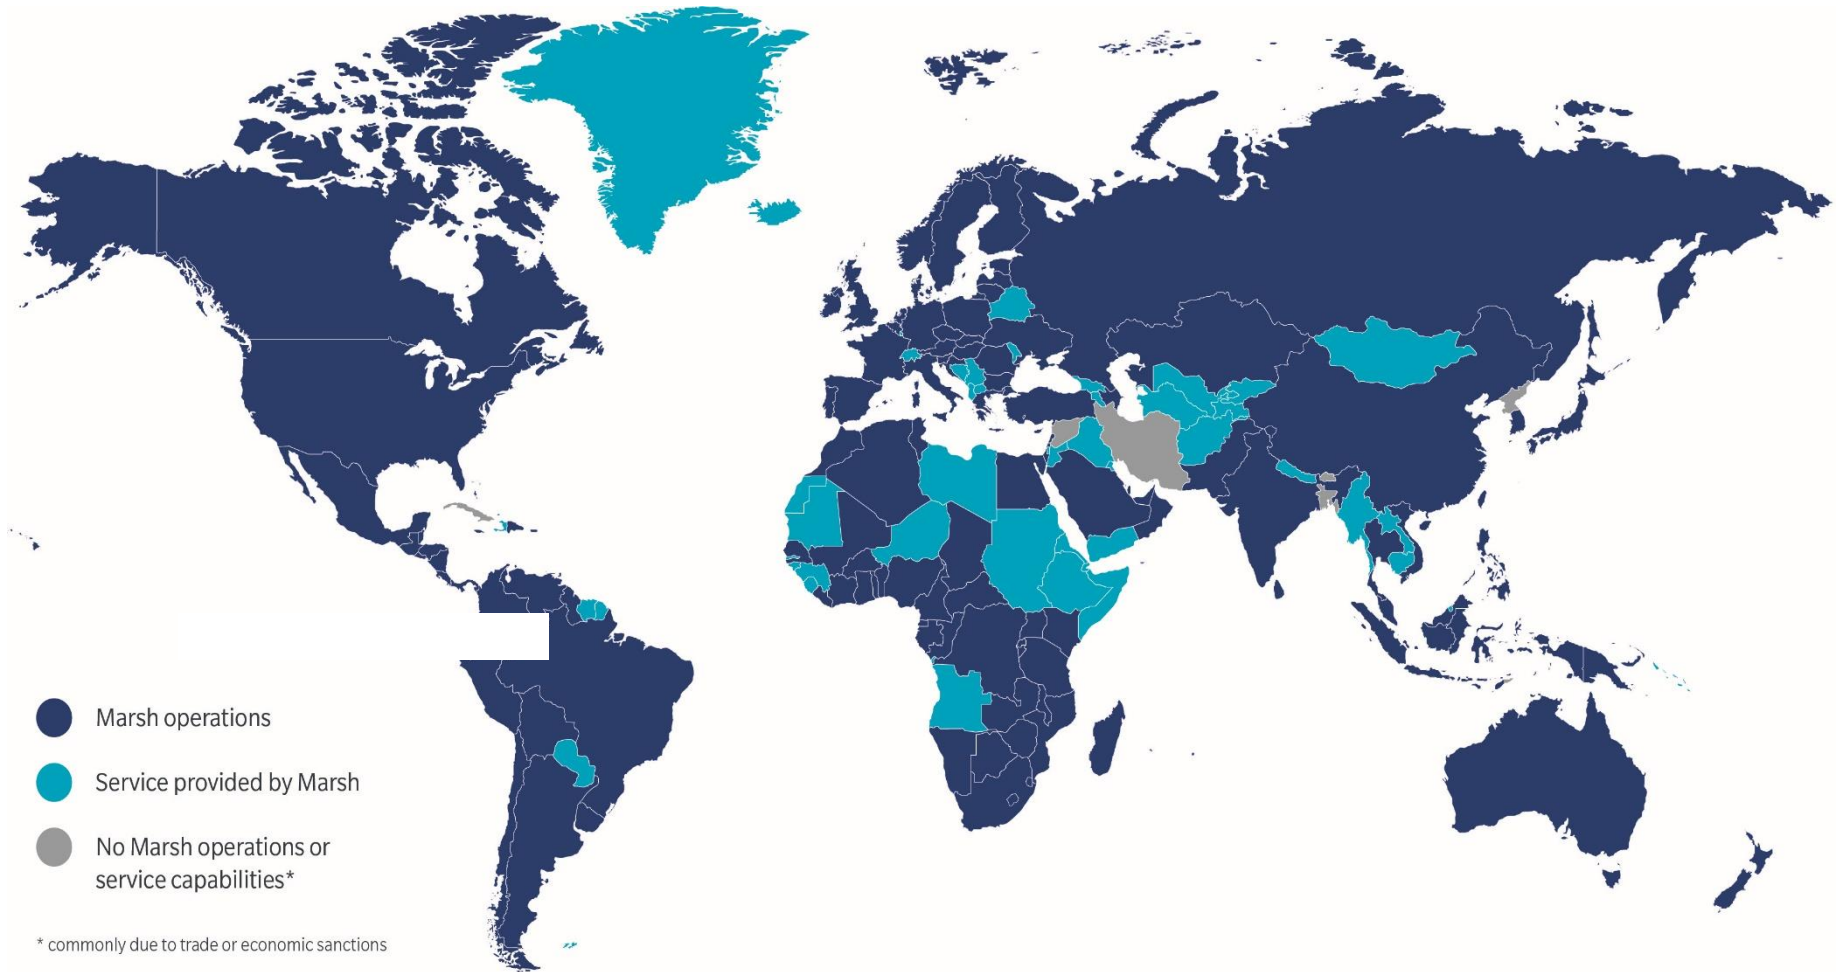 Marsh operations
Service provided by Marsh
No Marsh operations or
service capabilities*
* commonly due to trade or economic sanctions